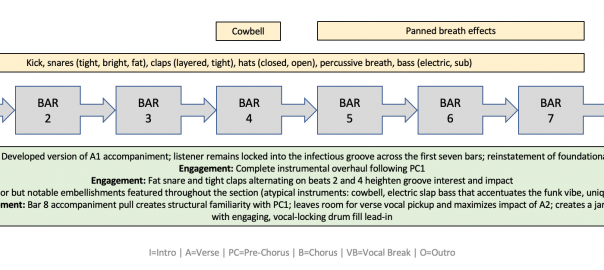 Cowbell
Panned breath effects
Kick, snares (tight, bright, fat), claps (layered, tight), hats (closed, open), percussive breath, bass (electric, sub)
BAR
2
BAR
3
BAR
4
BAR
5
BAR
6
BAR
7
Developed version of A1 accompaniment; listener remains locked into the infectious groove across the first seven bars; reinstatement of foundationa
Engagement: Complete instrumental overhaul following PC1
Engagement: Fat snare and tight claps alternating on beats 2 and 4 heighten groove interest and impact
or but notable embellishments featured throughout the section (atypical instruments: cowbell, electric slap bass that accentuates the funk vibe, uniq
ment: Bar 8 accompaniment pull creates structural familiarity with PC1; leaves room for verse vocal pickup and maximizes impact of A2; creates a jar
with engaging, vocal-locking drum fill lead-in
I=Intro | A=Verse | PC=Pre-Chorus | B=Chorus | VB=Vocal Break | O=Outro